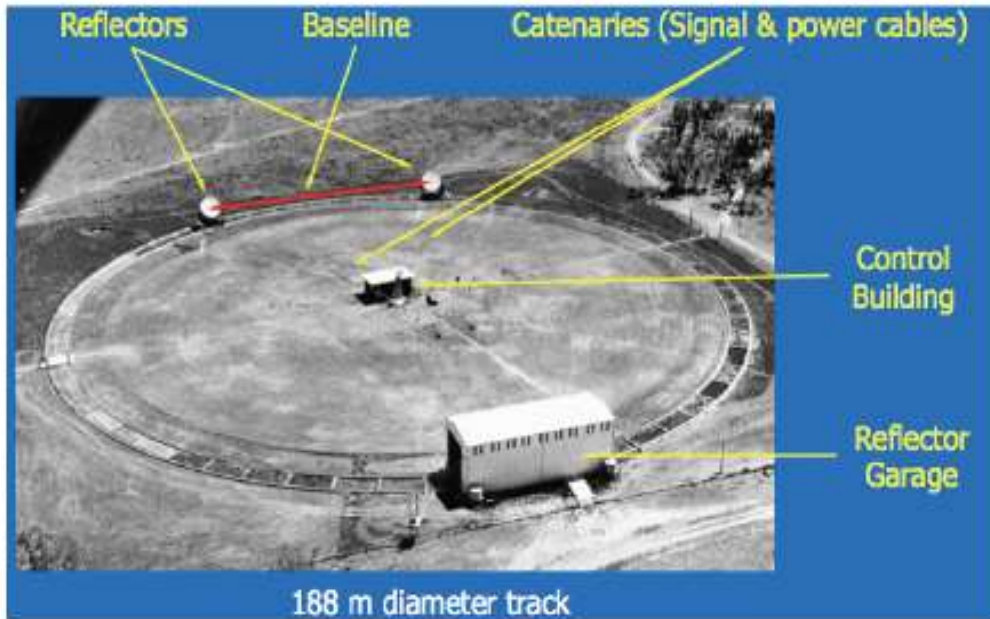 Reflectors
Baseline
Catenaries (Signal & power cables)
Control
Building
Reflector
Garage
188 m diameter track